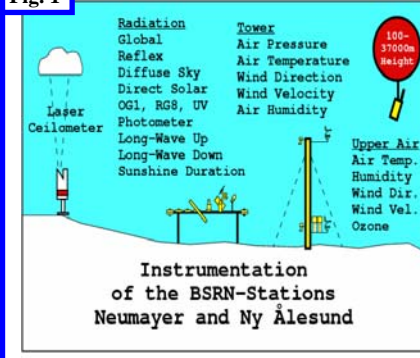 Fig. 1
Radiation
Global
Reflex
Diffuse Sky
Direct Solar
OG1, RG8, UV
Photometer
Long-Wave Up
Long-Wave Down
Sunshine Duration
Tower
Air Pressure
Air Temperature
Wind Direction
Wind Velocity
Air Humidity
100-
37000m
Height
Laser
Ceilometer
Upper Air
Air Temp.
Humidity
Wind Dir.
Wind Vel.
Ozone
Instrumentation
of the BSRN-Stations
Neumayer and Ny Ålesund